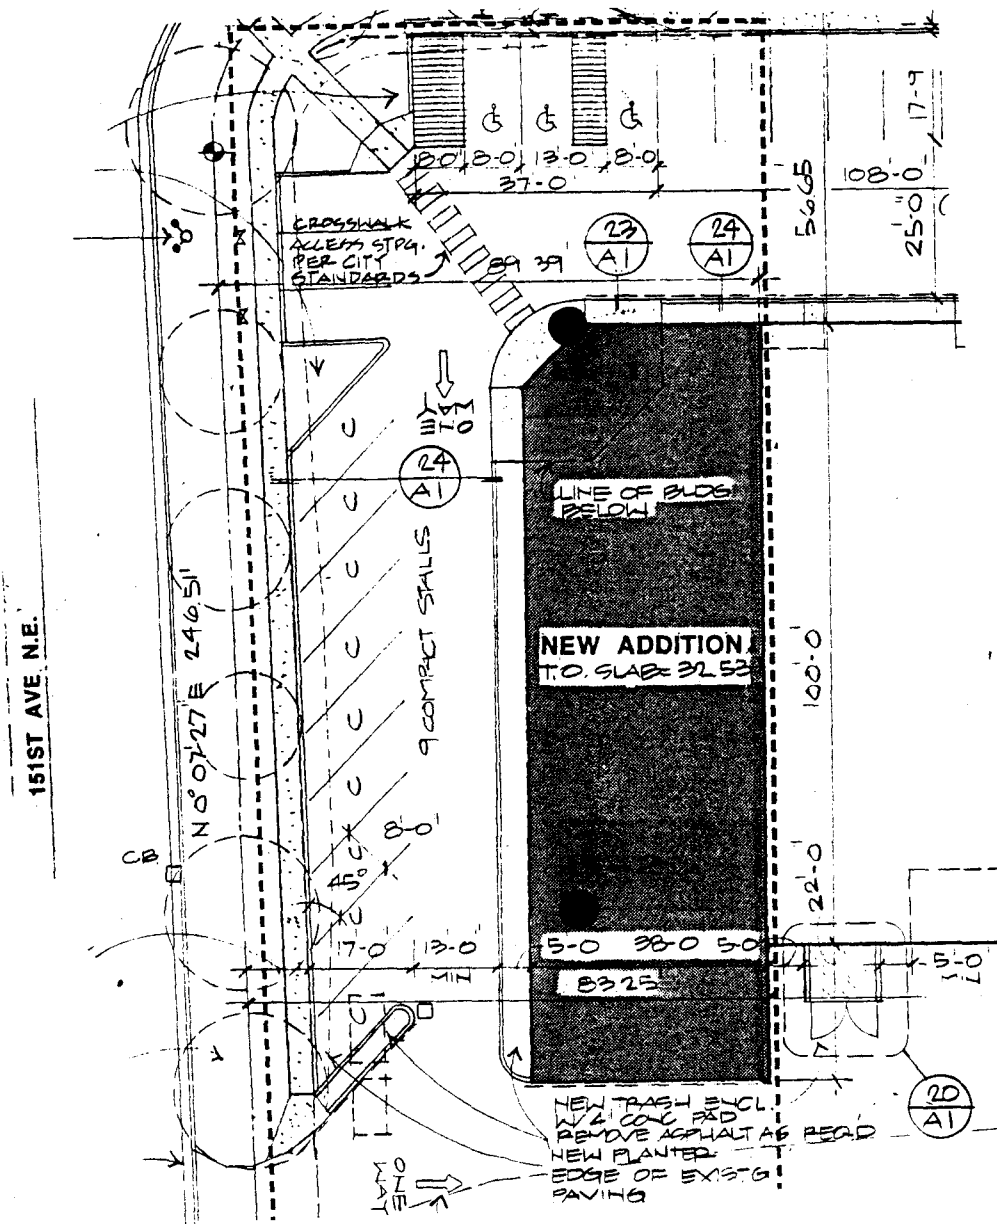 8'-0" 8'-0" 13'-0" 8'-0"
37'-0
17'-9
108'-0"
56.65
25'-0"
CROSSWALK
ACCESS STPG.
PER CITY
STANDARDS
89.39'
23
A1
24
A1
ONE
WAY
C
24
A1
C
C
C
C
C
C
C
C
9 COMPACT STALLS
LINE OF BLDG
BELOW
NEW ADDITION
T.O. SLAB= 32.53
100'-0"
22'-0"
N 0° 07' 27" E 246.51'
151ST AVE. N.E.
CB
8'-0"
45°
17'-0" 13'-0"
MIN
5'-0 38'-0 5'-0
83.25
5'-0
20
A1
NEW TRASH ENCL.
W/4" CONC PAD
REMOVE ASPHALT AS REQ'D
NEW PLANTER
EDGE OF EXIST'G
PAVING
ONE
WAY